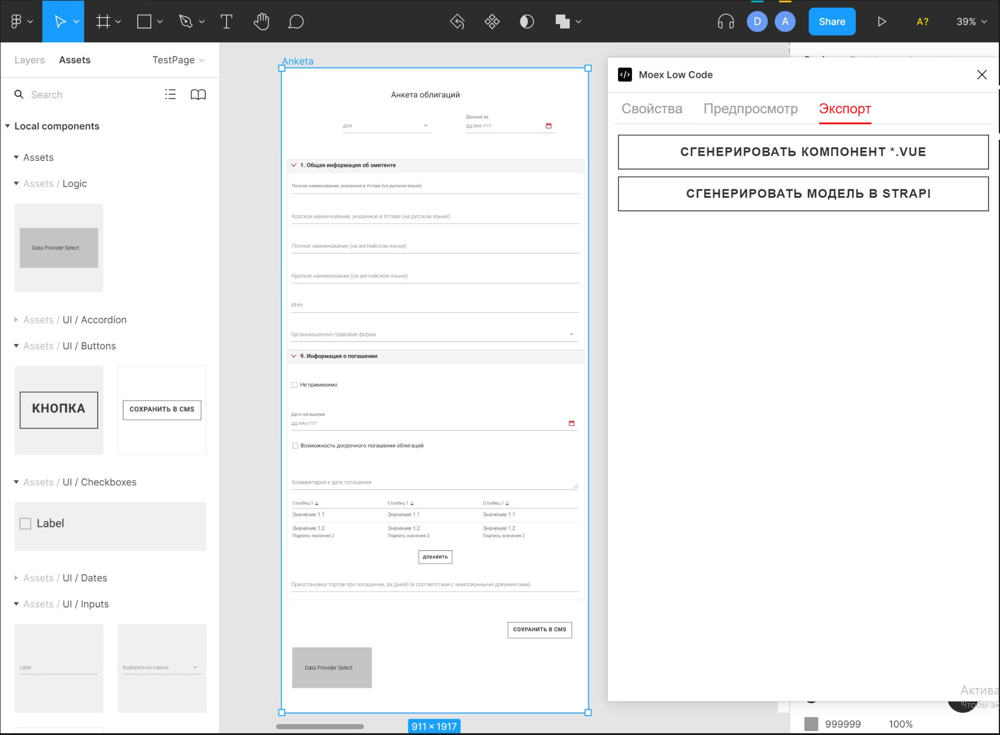 D
A
Share
A?
39%
Layers
Assets
TestPage
Search
Local components
Assets
Assets / Logic
Data Provider Select
Assets / UI / Accordion
Assets / UI / Buttons
КНОПКА
СОХРАНИТЬ В CMS
Assets / UI / Checkboxes
Label
Assets / UI / Dates
Assets / UI / Inputs
Label
Выберите из списка
Anketa
Анкета облигаций
для
Данные за:
дд.мм.гггг
1. Общая информация об эмитенте
Полное наименование, указанное в Уставе (на русском языке)
Краткое наименование, указанное в Уставе (на русском языке)
Полное наименование (на английском языке)
Краткое наименование (на английском языке)
ИНН
Организационно-правовая форма
9. Информация о погашении
Не применимо
Дата погашения
дд.мм.гггг
Возможность досрочного погашения облигаций
Комментарий к дате погашения
Столбец 1 Столбец 1 Столбец 1
Значение 1.1 Значение 1.1 Значение 1.1
Значение 1.2 Значение 1.2 Значение 1.2
Подпись значения 2 Подпись значения 2 Подпись значения 2
ДОБАВИТЬ
Приостановка торгов при погашении, за (дней) (в соответствии с эмиссионными документами)
СОХРАНИТЬ В CMS
Data Provider Select
911 × 1917
</> Moex Low Code
Свойства
Предпросмотр
Экспорт
СГЕНЕРИРОВАТЬ КОМПОНЕНТ *.VUE
СГЕНЕРИРОВАТЬ МОДЕЛЬ В STRAPI
Актива
Чтобы ак
999999
100%